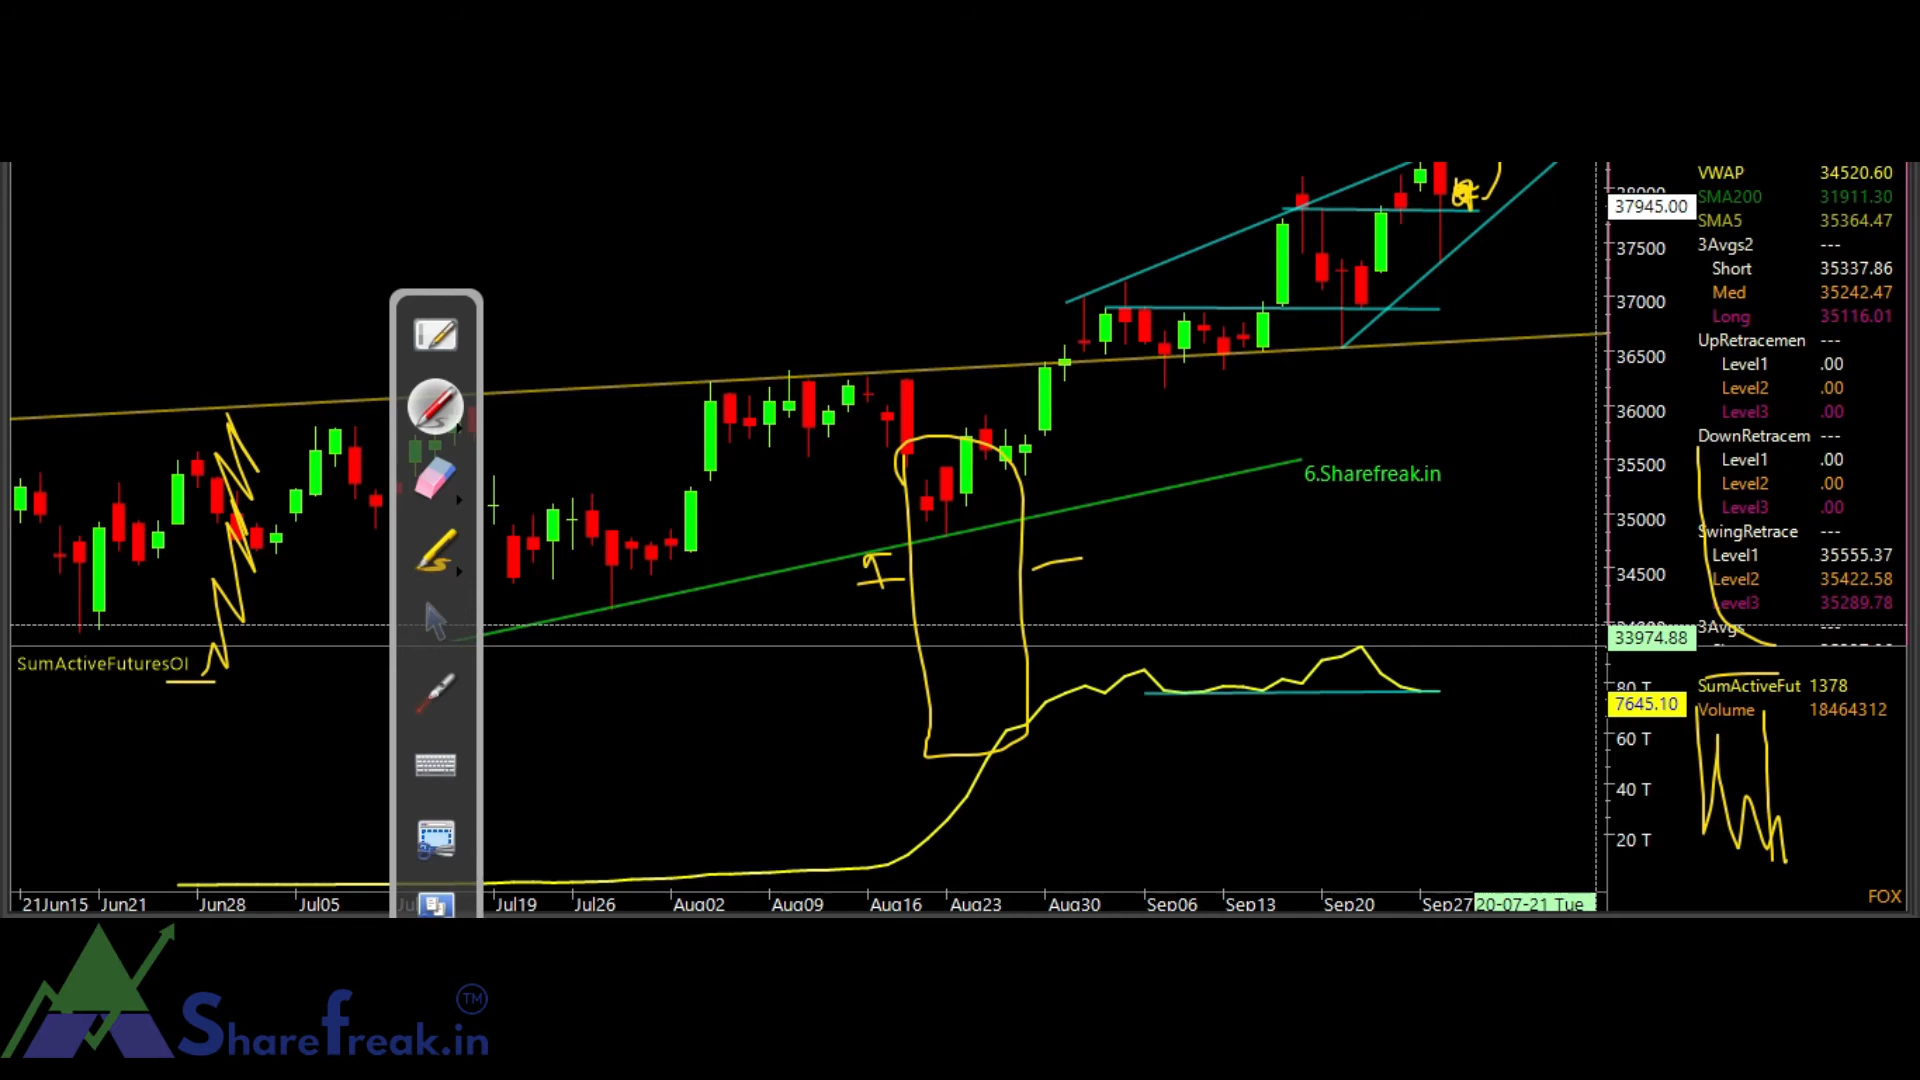 VWAP 34520.60
38000
SMA200 31911.30
37945.00
SMA5 35364.47
37500
3Avgs2 ---
Short 35337.86
Med 35242.47
37000
Long 35116.01
UpRetracemen ---
36500
Level1 .00
Level2 .00
36000
Level3 .00
DownRetracem ---
35500
Level1 .00
6.Sharefreak.in
Level2 .00
35000
Level3 .00
SwingRetrace ---
Level1 35555.37
34500
Level2 35422.58
Level3 35289.78
3Avgs ---
33974.88
SumActiveFuturesOI
80 T
SumActiveFut 1378
7645.10
Volume 18464312
60 T
40 T
20 T
FOX
21Jun15 Jun21 Jun28 Jul05 Jul19 Jul26 Aug02 Aug09 Aug16 Aug23 Aug30 Sep06 Sep13 Sep20 Sep27 20-07-21 Tue
ShareFreak.in TM